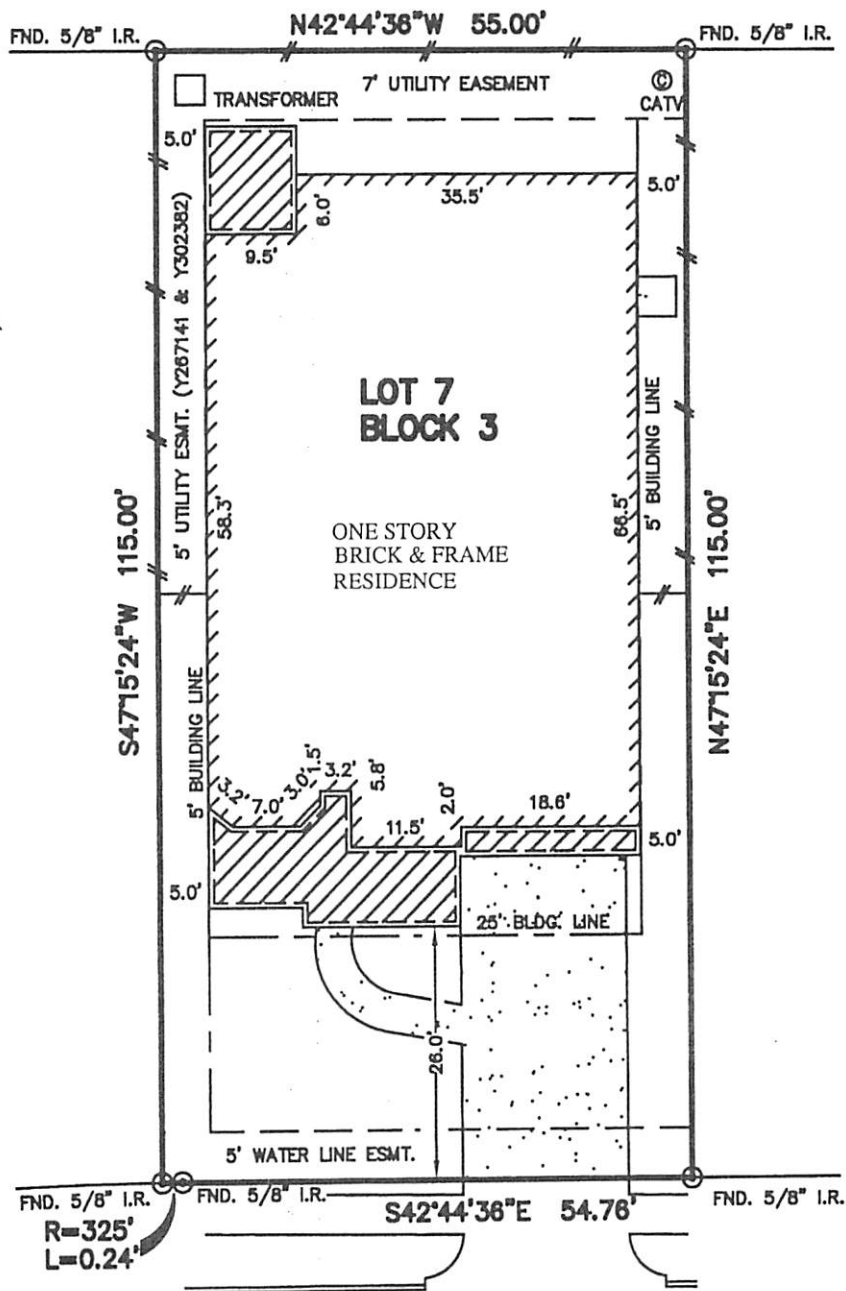 N42°44'36"W 55.00'
FND. 5/8" I.R.
FND. 5/8" I.R.
7' UTILITY EASEMENT
TRANSFORMER
©
CATV
5.0'
5.0'
35.5'
6.0'
9.5'
5' UTILITY ESMT. (Y267141 & Y302382)
LOT 7
BLOCK 3
5' BUILDING LINE
58.3'
66.5'
ONE STORY
BRICK & FRAME
RESIDENCE
S47°15'24"W 115.00'
N47°15'24"E 115.00'
5' BUILDING LINE
3.2'
7.0'
3.0'
1.5'
3.2'
5.8'
11.5'
2.0'
18.6'
5.0'
5.0'
25' BLDG. LINE
26.0'
5' WATER LINE ESMT.
FND. 5/8" I.R.
FND. 5/8" I.R.
FND. 5/8" I.R.
S42°44'36"E 54.76'
R=325'
L=0.24'